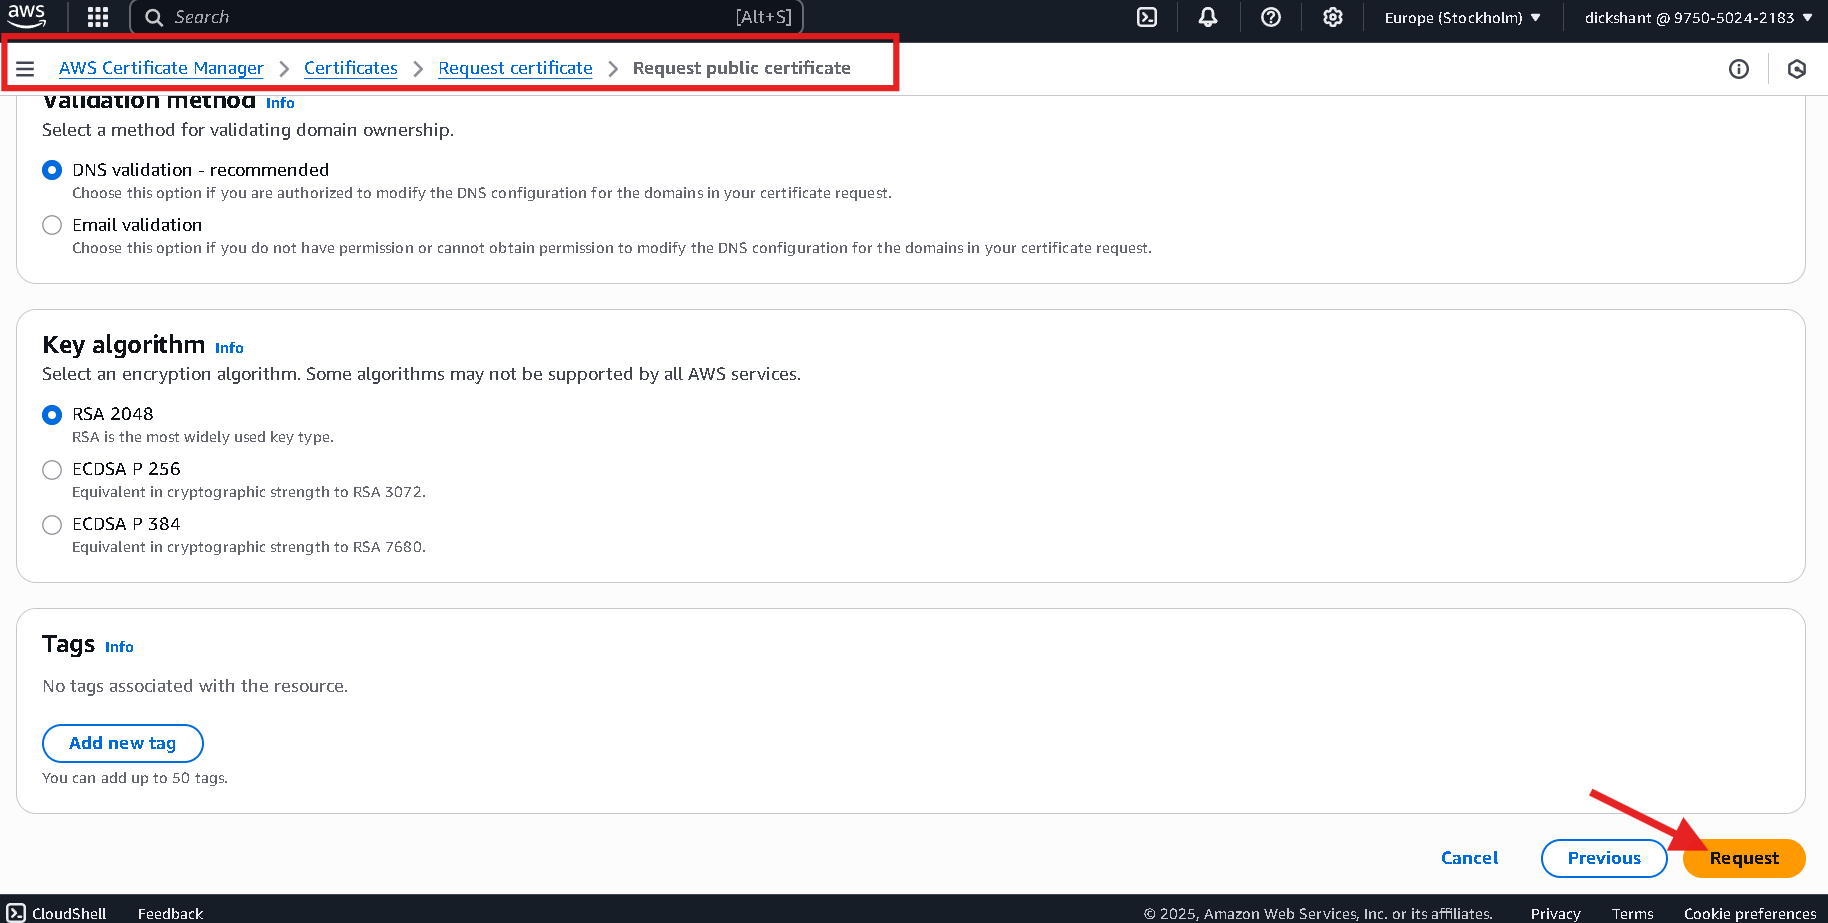 aws Search [Alt+S] Europe (Stockholm) dickshant @ 9750-5024-2183
AWS Certificate Manager Certificates Request certificate Request public certificate
Validation method Info
Select a method for validating domain ownership.
DNS validation - recommended
Choose this option if you are authorized to modify the DNS configuration for the domains in your certificate request.
Email validation
Choose this option if you do not have permission or cannot obtain permission to modify the DNS configuration for the domains in your certificate request.
Key algorithm Info
Select an encryption algorithm. Some algorithms may not be supported by all AWS services.
RSA 2048
RSA is the most widely used key type.
ECDSA P 256
Equivalent in cryptographic strength to RSA 3072.
ECDSA P 384
Equivalent in cryptographic strength to RSA 7680.
Tags Info
No tags associated with the resource.
Add new tag
You can add up to 50 tags.
Cancel Previous Request
CloudShell Feedback © 2025, Amazon Web Services, Inc. or its affiliates. Privacy Terms Cookie preferences